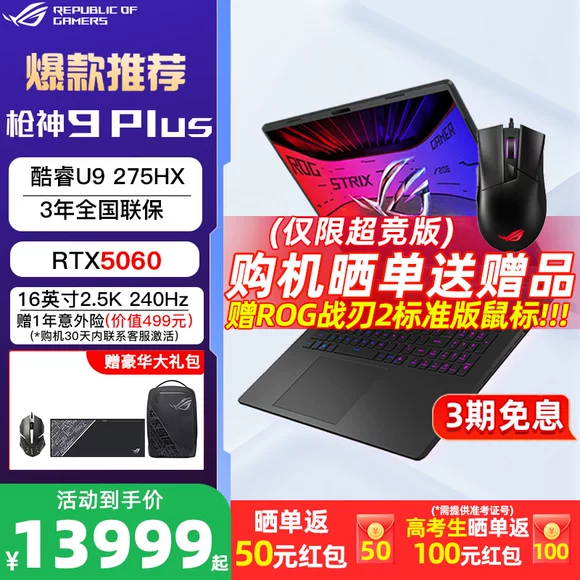 REPUBLIC OF
GAMERS
爆款推荐
枪神9 Plus
酷睿U9 275HX
3年全国联保
RTX5060
16英寸2.5K 240Hz
赠1年意外险(价值499元)
(*购机30天内联系客服激活)
赠豪华大礼包
ROG
STRIX
GAMER
(仅限超竞版)
购机晒单送赠品
赠ROG战刃2标准版鼠标!!!
3期免息
活动到手价
¥13999起
晒单返
50元红包
50
(*需提供准考证号)
高考生晒单返
100元红包
100